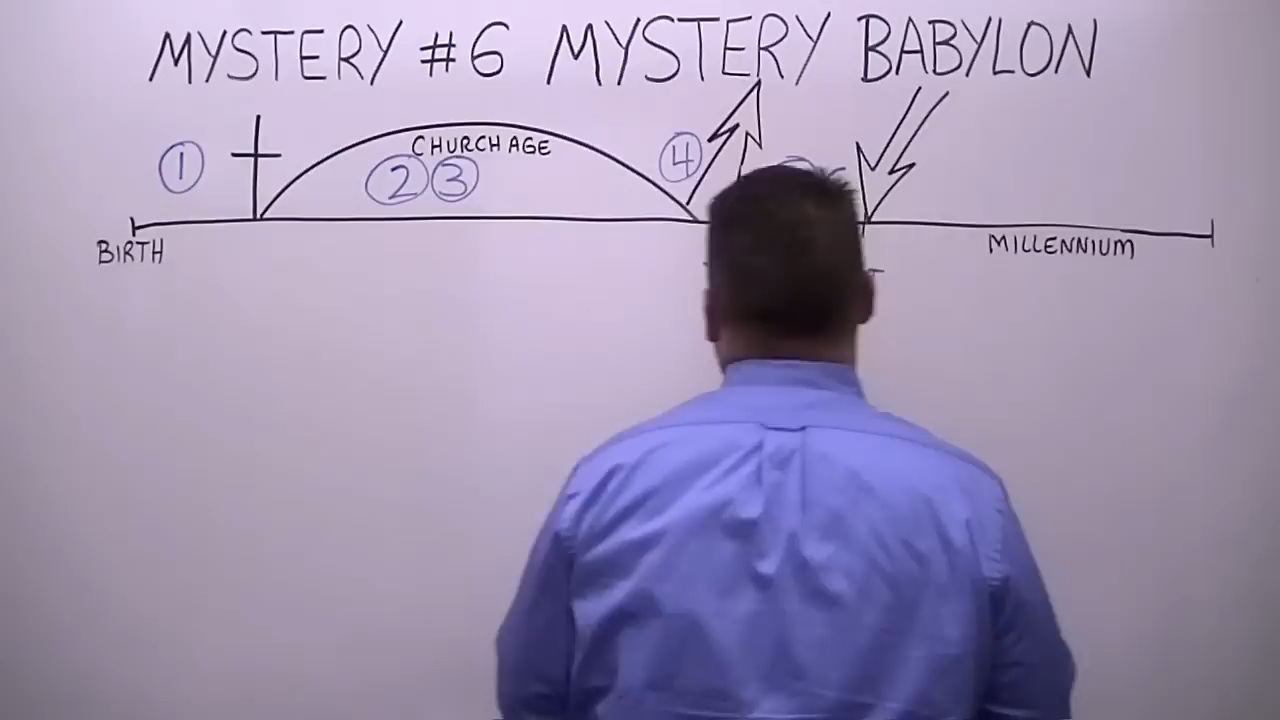 MYSTERY #6 MYSTERY BABYLON
CHURCH AGE
1
2 3
4
BIRTH
MILLENNIUM